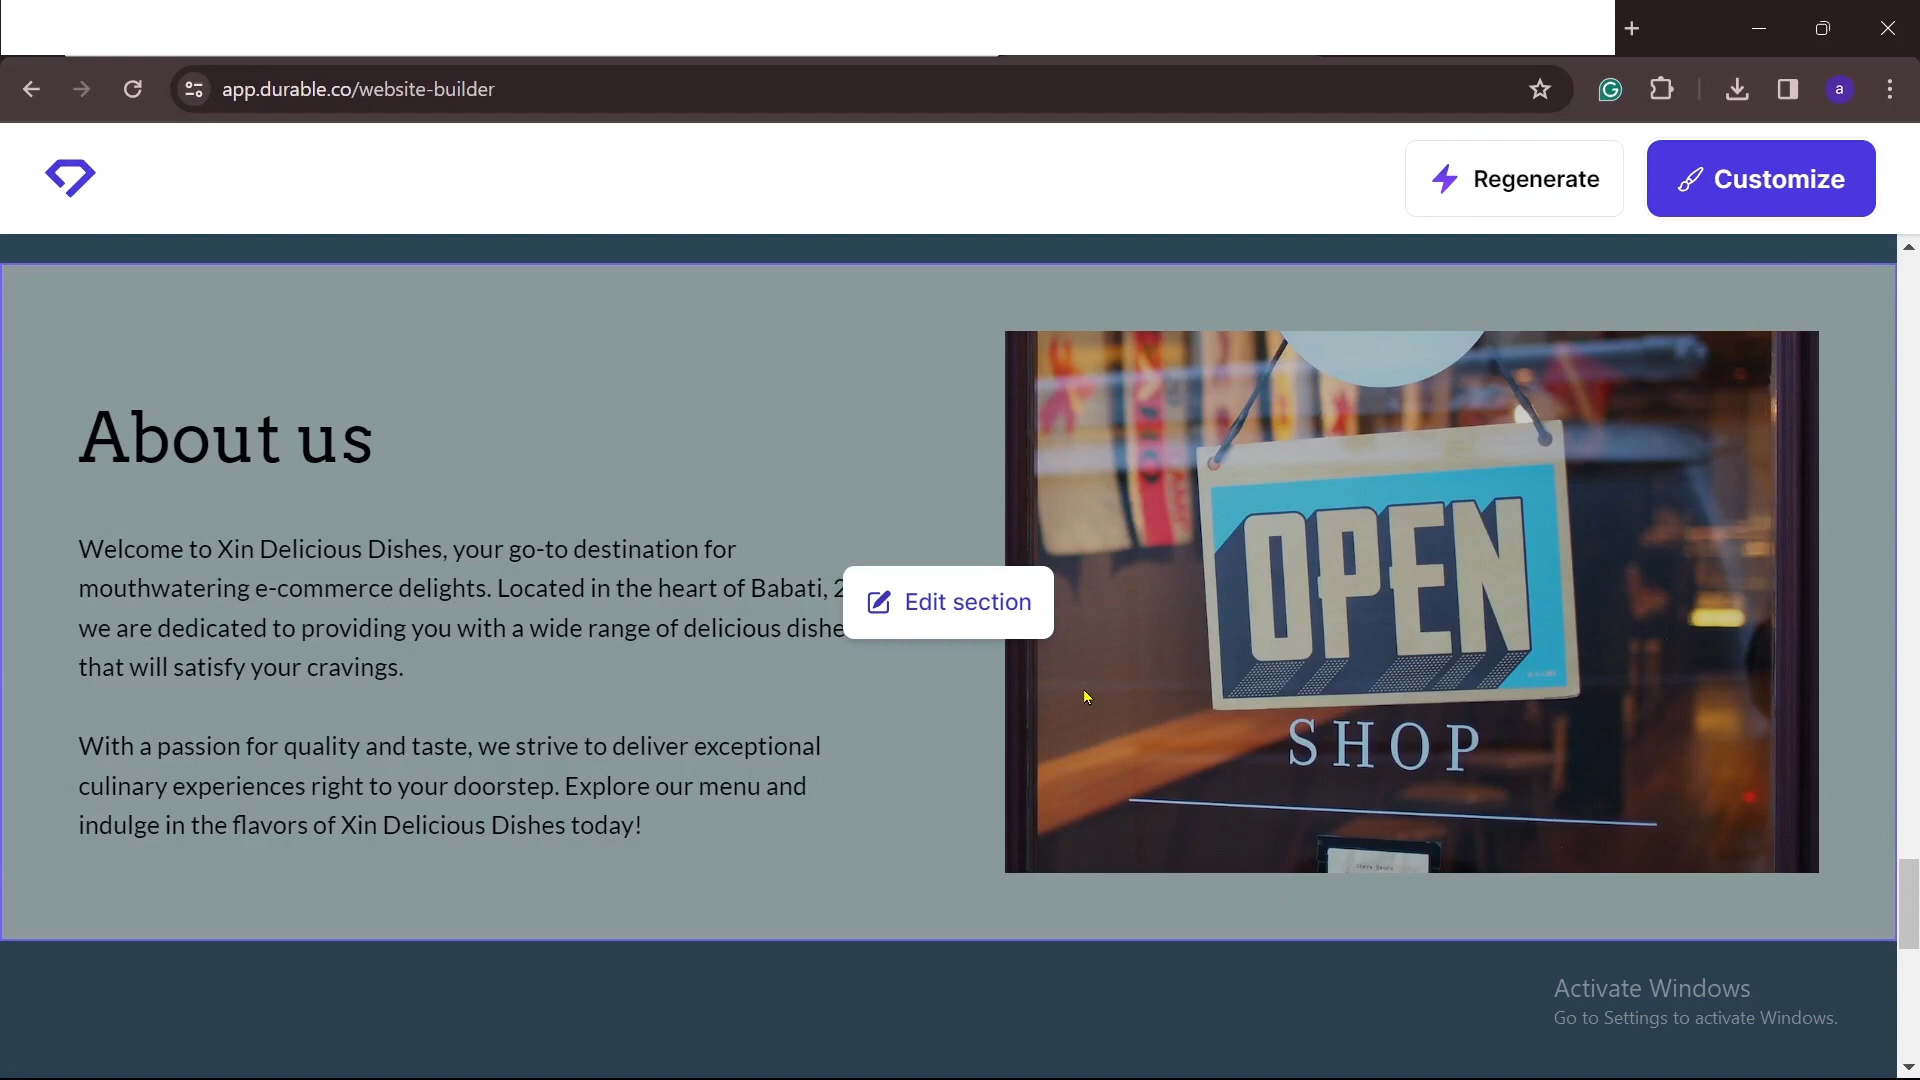 app.durable.co/website-builder
a
Regenerate
Customize
About us
Welcome to Xin Delicious Dishes, your go-to destination for
mouthwatering e-commerce delights. Located in the heart of Babati, 2
we are dedicated to providing you with a wide range of delicious dishe
that will satisfy your cravings.
With a passion for quality and taste, we strive to deliver exceptional
culinary experiences right to your doorstep. Explore our menu and
indulge in the flavors of Xin Delicious Dishes today!
Edit section
OPEN
SHOP
Activate Windows
Go to Settings to activate Windows.